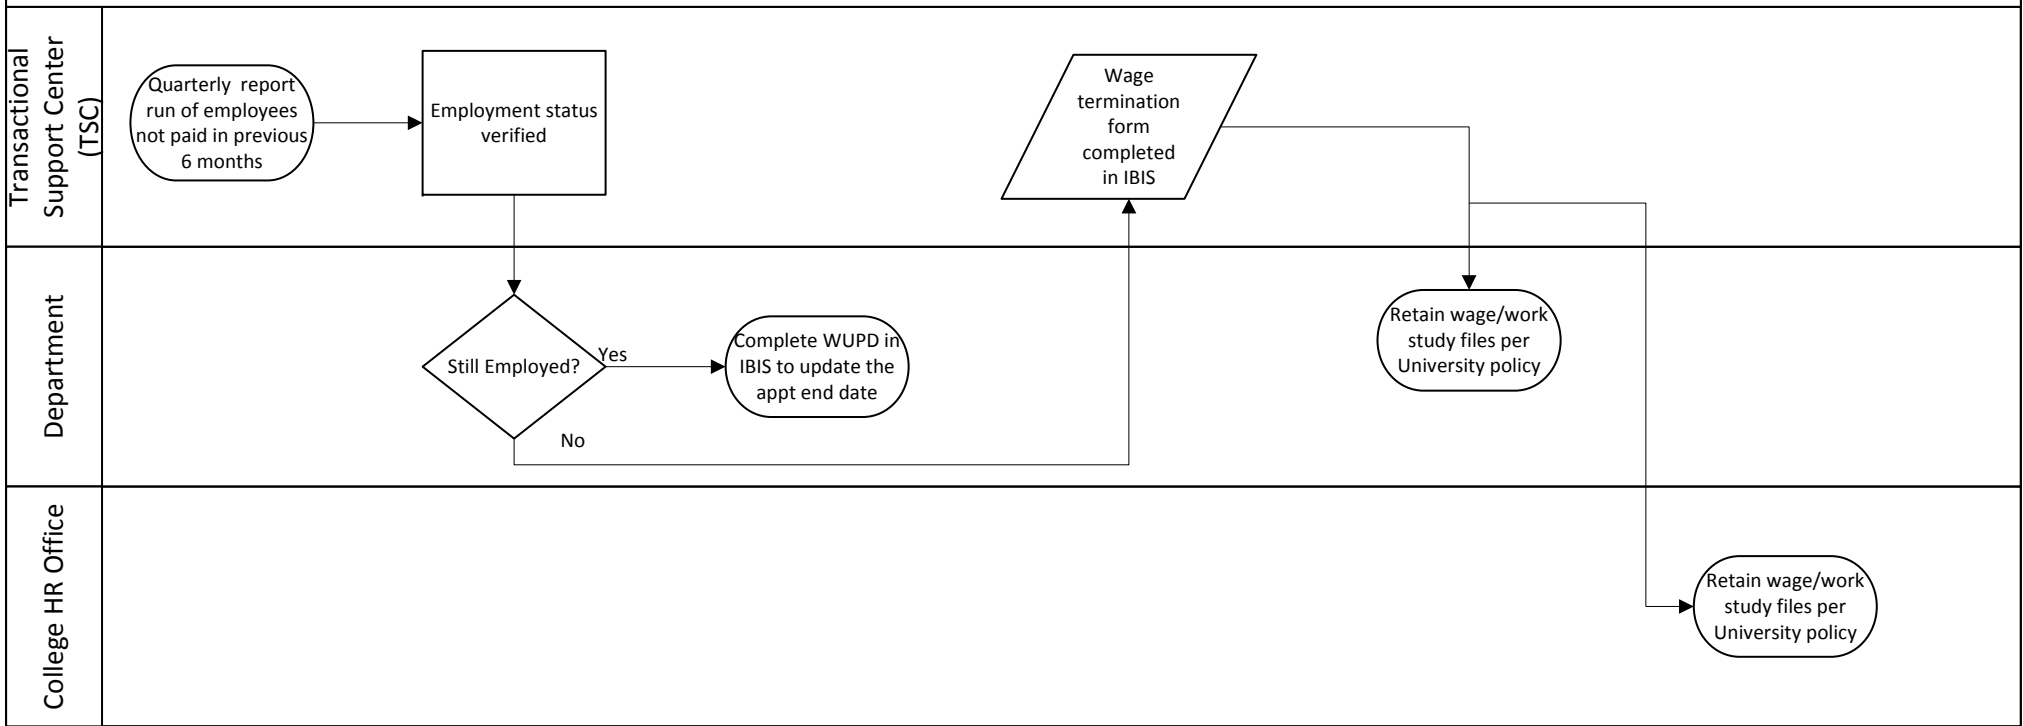 Transactional
Support Center
(TSC)
Quarterly report
run of employees
not paid in previous
6 months
Employment status
verified
Wage
termination
form
completed
in IBIS
Department
Still Employed?
Yes
No
Complete WUPD in
IBIS to update the
appt end date
Retain wage/work
study files per
University policy
College HR Office
Retain wage/work
study files per
University policy